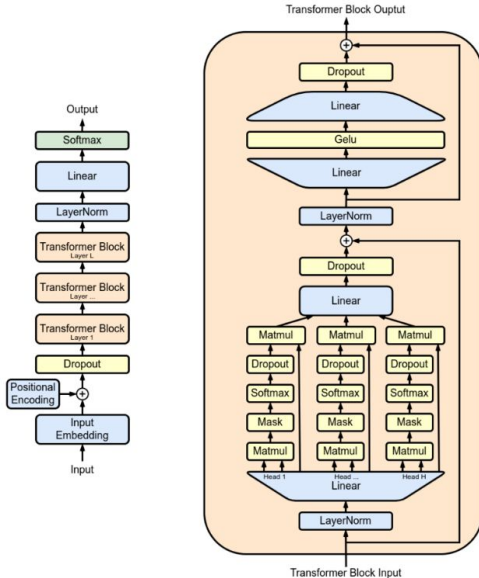 Output
Softmax
Linear
LayerNorm
Transformer Block
Layer L
Transformer Block
Layer ...
Transformer Block
Layer 1
Dropout
Positional
Encoding
+
Input
Embedding
Input
Transformer Block Ouptut
+
Dropout
Linear
Gelu
Linear
LayerNorm
+
Dropout
Linear
Matmul Matmul Matmul
Dropout Dropout Dropout
Softmax Softmax Softmax
Mask Mask Mask
Matmul Matmul Matmul
Head 1 Head ... Head H
Linear
LayerNorm
Transformer Block Input